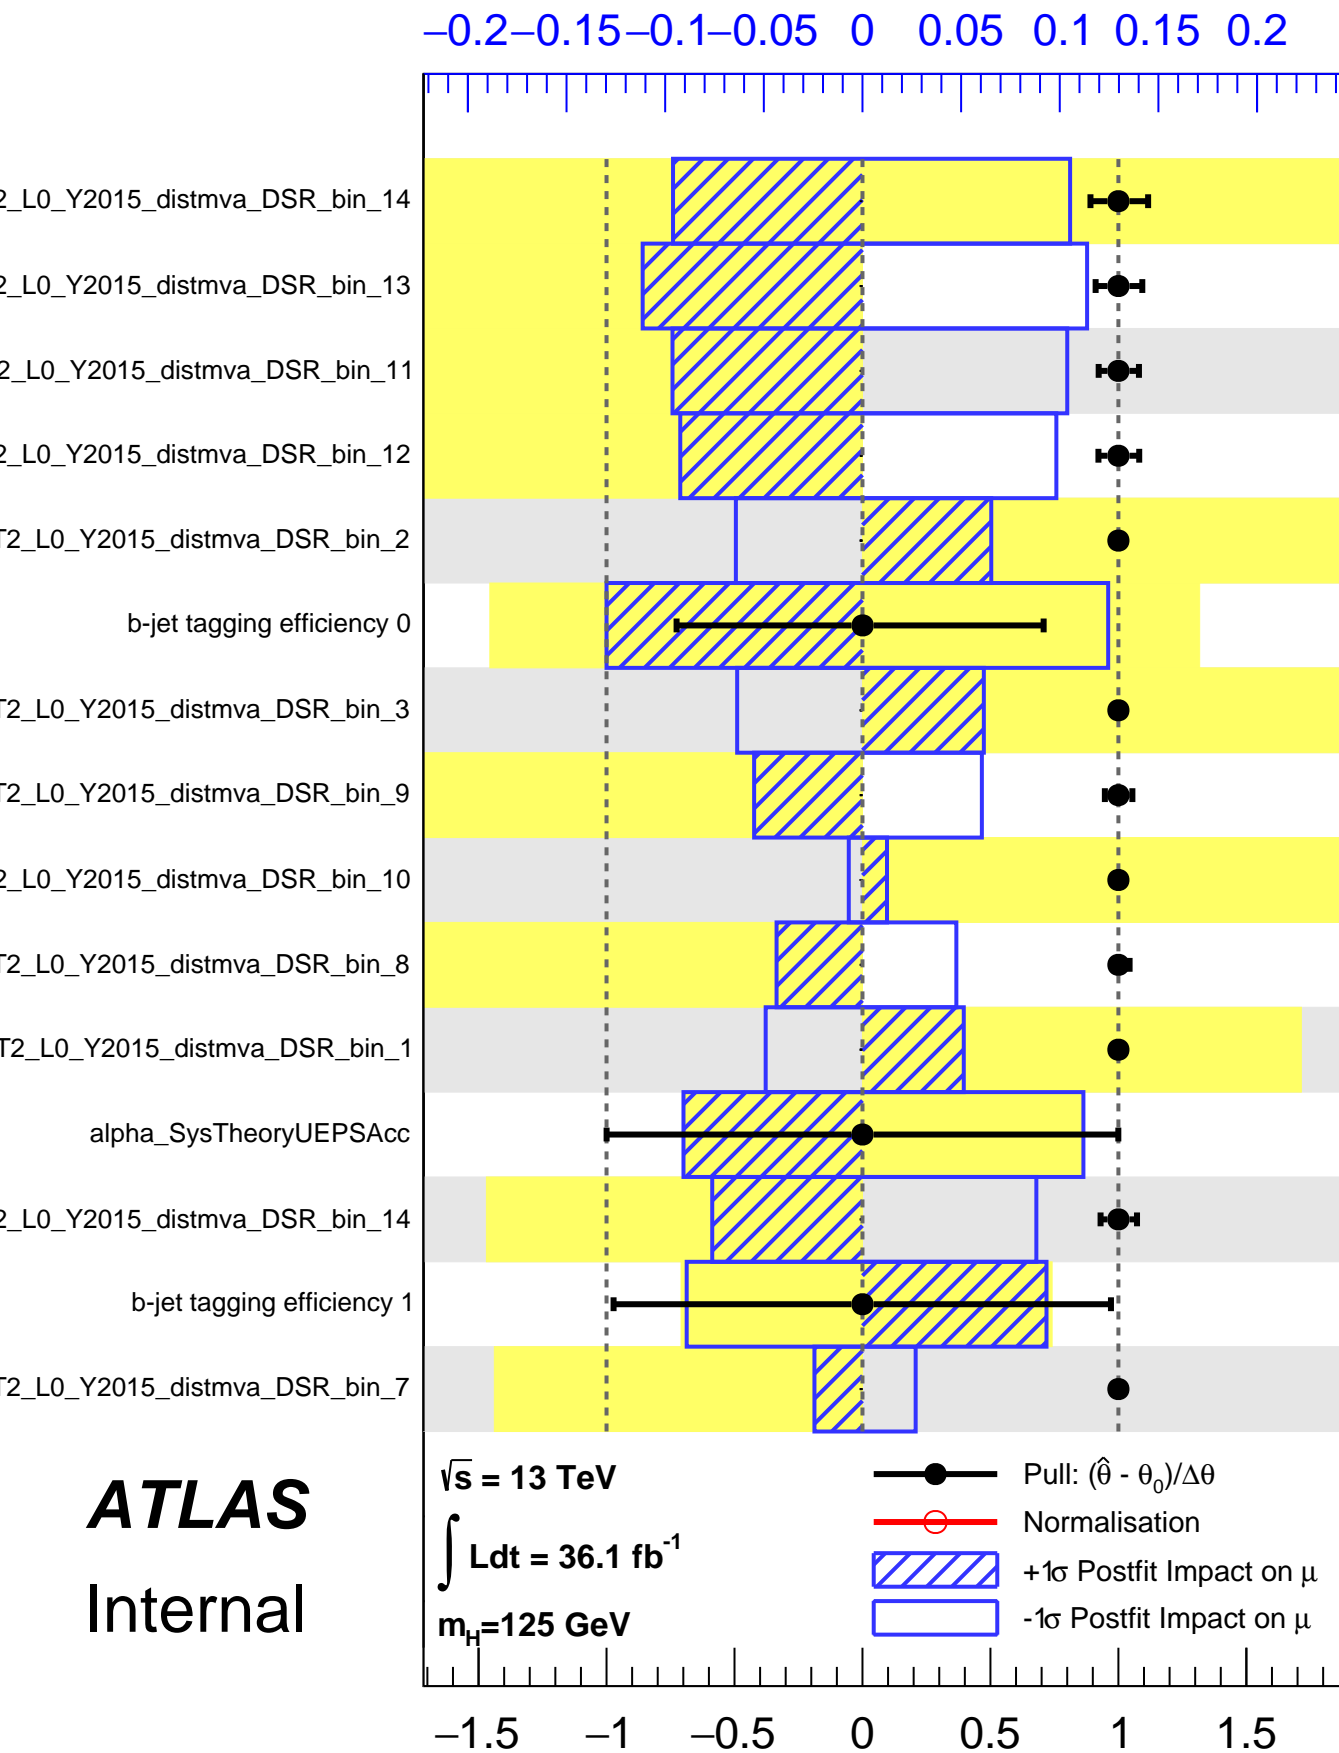 −0.2 −0.15 −0.1 −0.05 0 0.05 0.1 0.15 0.2
2_L0_Y2015_distmva_DSR_bin_14
2_L0_Y2015_distmva_DSR_bin_13
2_L0_Y2015_distmva_DSR_bin_11
2_L0_Y2015_distmva_DSR_bin_12
T2_L0_Y2015_distmva_DSR_bin_2
b-jet tagging efficiency 0
T2_L0_Y2015_distmva_DSR_bin_3
T2_L0_Y2015_distmva_DSR_bin_9
2_L0_Y2015_distmva_DSR_bin_10
T2_L0_Y2015_distmva_DSR_bin_8
T2_L0_Y2015_distmva_DSR_bin_1
alpha_SysTheoryUEPSAcc
2_L0_Y2015_distmva_DSR_bin_14
b-jet tagging efficiency 1
T2_L0_Y2015_distmva_DSR_bin_7
ATLAS
Internal
√s = 13 TeV
∫ Ldt = 36.1 fb⁻¹
m_H=125 GeV
Pull: (θ̂ - θ₀)/Δθ
Normalisation
+1σ Postfit Impact on μ
-1σ Postfit Impact on μ
−1.5 −1 −0.5 0 0.5 1 1.5